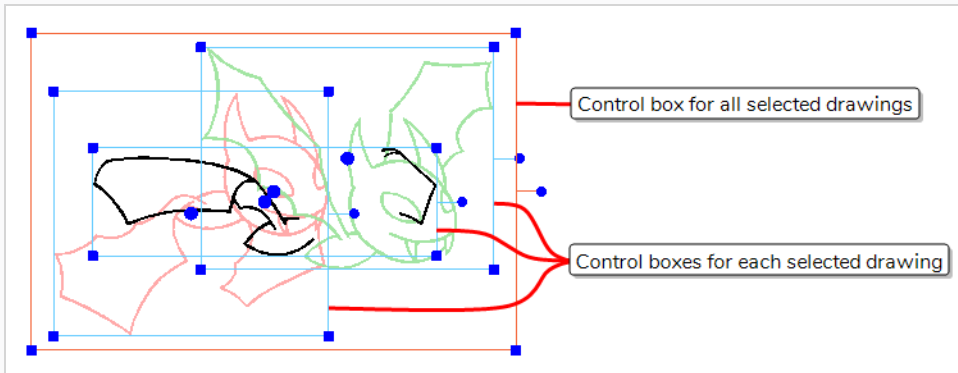 Control box for all selected drawings
Control boxes for each selected drawing